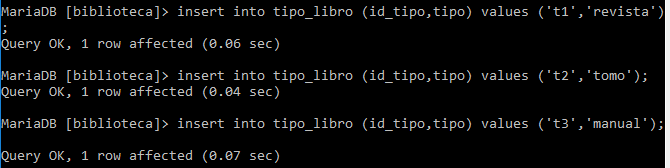 MariaDB [biblioteca]> insert into tipo_libro (id_tipo,tipo) values ('t1','revista')
;
Query OK, 1 row affected (0.06 sec)
MariaDB [biblioteca]> insert into tipo_libro (id_tipo,tipo) values ('t2','tomo');
Query OK, 1 row affected (0.04 sec)
MariaDB [biblioteca]> insert into tipo_libro (id_tipo,tipo) values ('t3','manual');
Query OK, 1 row affected (0.07 sec)